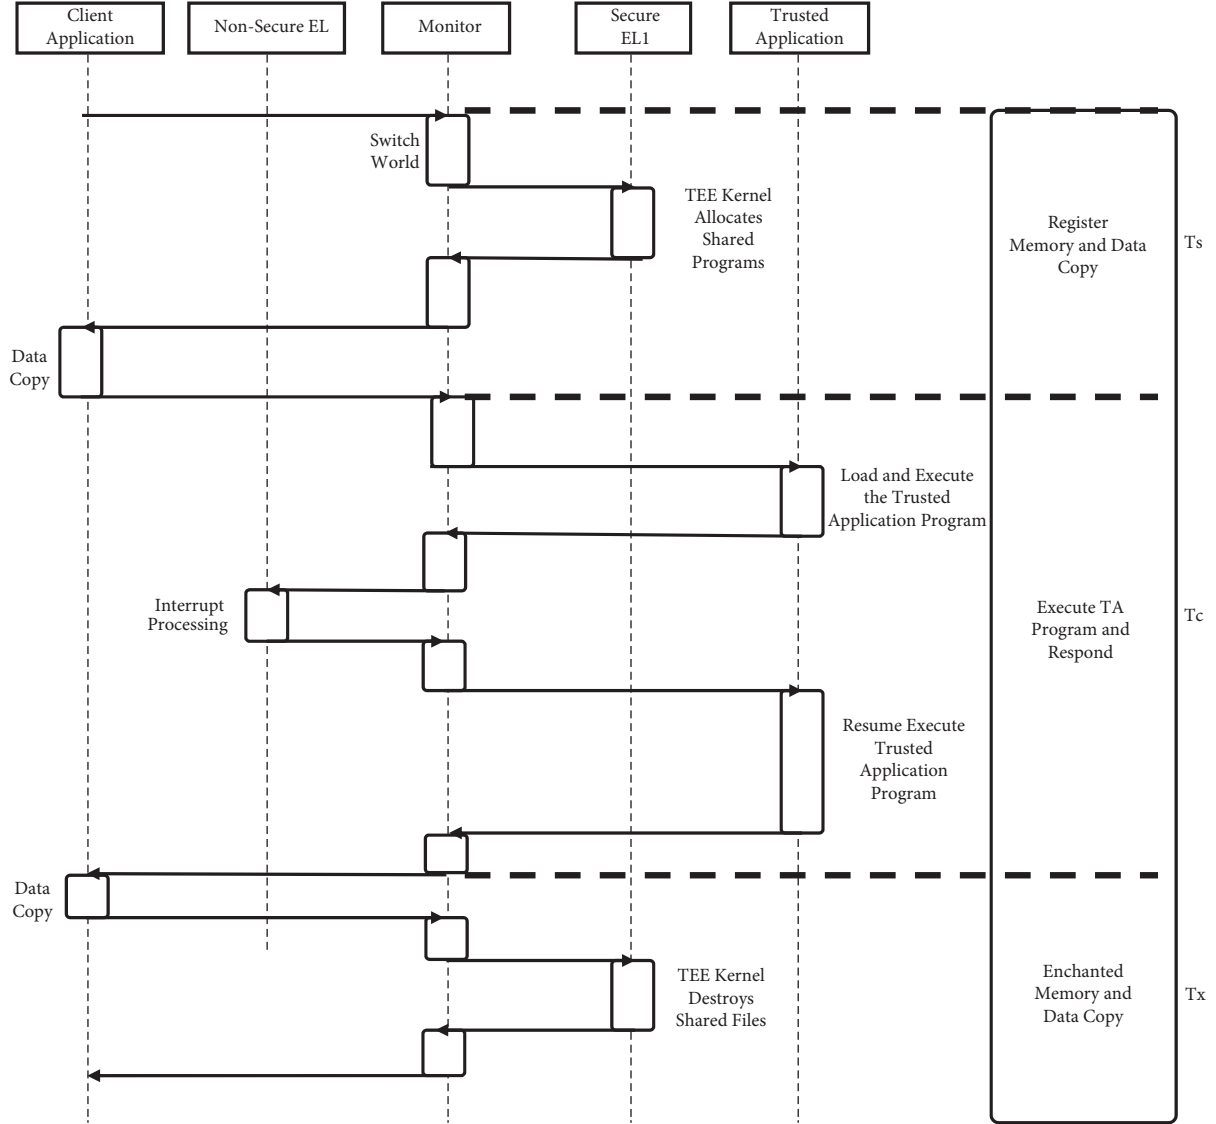 Client
Application
Non-Secure EL
Monitor
Secure
EL1
Trusted
Application
Switch
World
TEE Kernel
Allocates
Shared
Programs
Register
Memory and Data
Copy
Ts
Data
Copy
Load and Execute
the Trusted
Application Program
Interrupt
Processing
Execute TA
Program and
Respond
Tc
Resume Execute
Trusted
Application
Program
Data
Copy
TEE Kernel
Destroys
Shared Files
Enchanted
Memory and
Data Copy
Tx